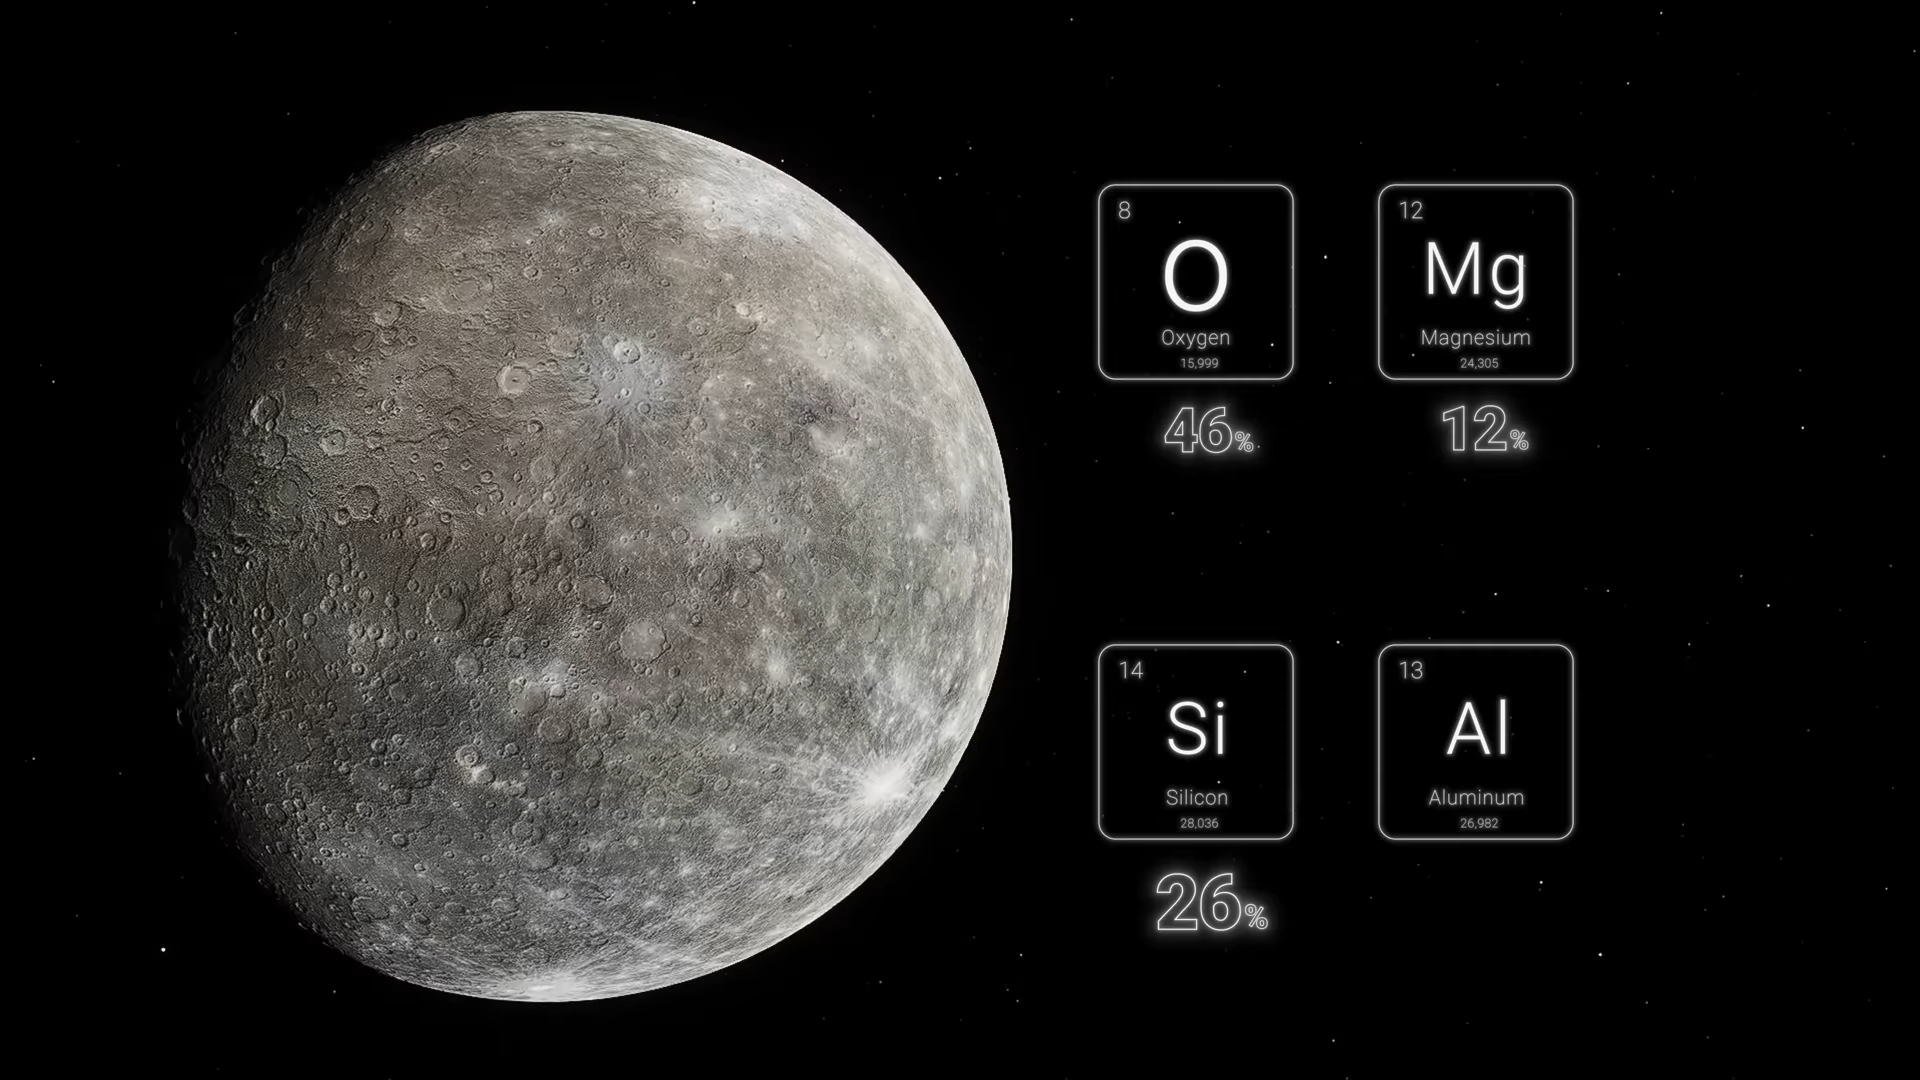 8
O
Oxygen
15,999
46%
12
Mg
Magnesium
24,305
12%
14
Si
Silicon
28,036
26%
13
Al
Aluminum
26,982